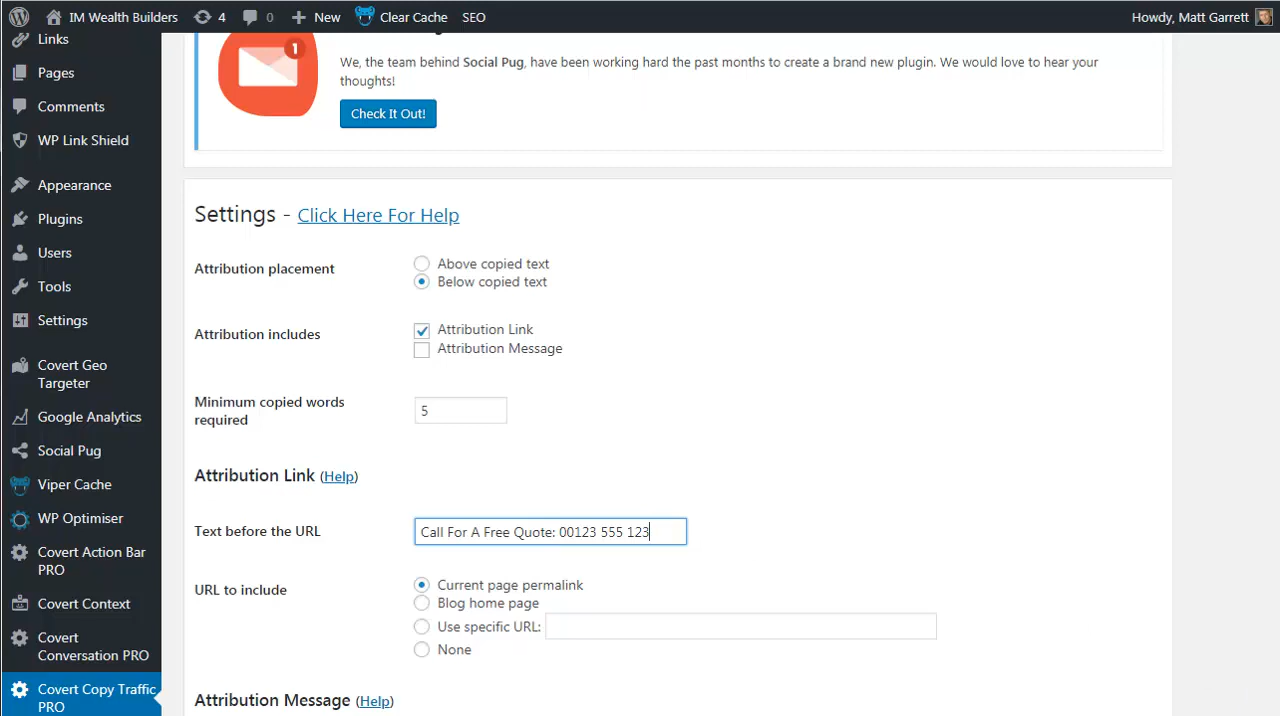 IM Wealth Builders 4 0 New Clear Cache SEO Howdy, Matt Garrett
Links
Pages
Comments
WP Link Shield
Appearance
Plugins
Users
Tools
Settings
Covert Geo
Targeter
Google Analytics
Social Pug
Viper Cache
WP Optimiser
Covert Action Bar
PRO
Covert Context
Covert
Conversation PRO
Covert Copy Traffic
PRO
1
We, the team behind Social Pug, have been working hard the past months to create a brand new plugin. We would love to hear your
thoughts!
Check It Out!
Settings - Click Here For Help
Attribution placement
Above copied text
Below copied text
Attribution includes
Attribution Link
Attribution Message
Minimum copied words
required
5
Attribution Link (Help)
Text before the URL
Call For A Free Quote: 00123 555 123
URL to include
Current page permalink
Blog home page
Use specific URL:
None
Attribution Message (Help)